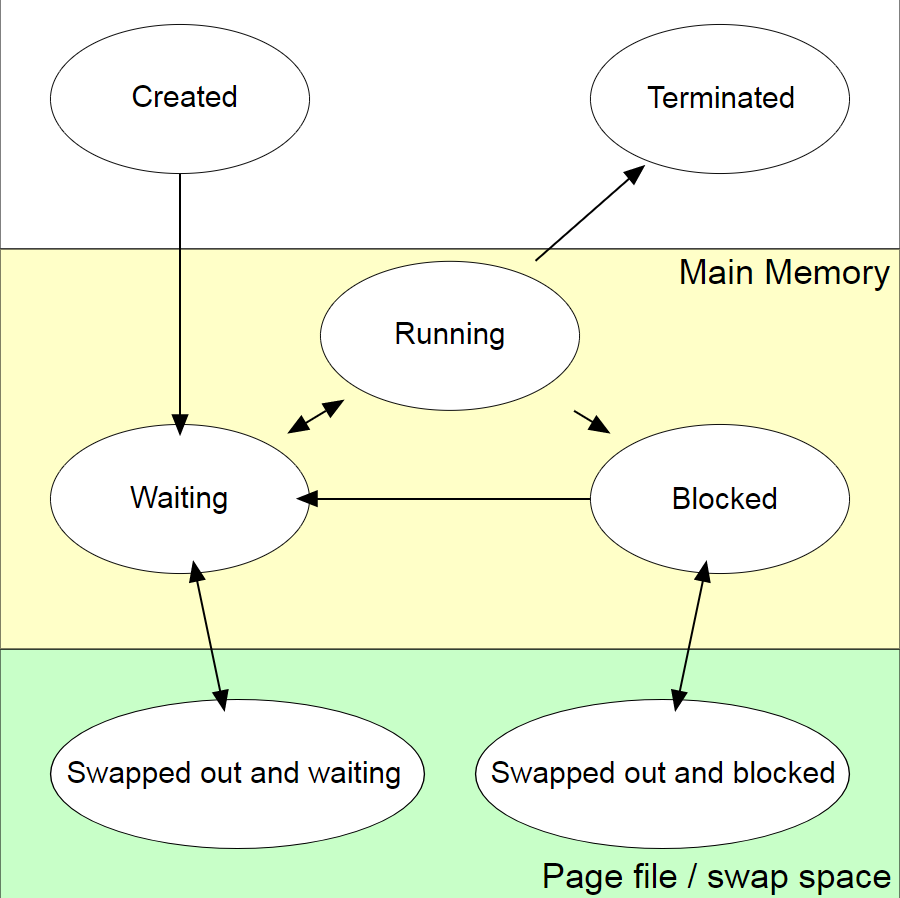 Created
Terminated
Main Memory
Running
Waiting
Blocked
Swapped out and waiting
Swapped out and blocked
Page file / swap space